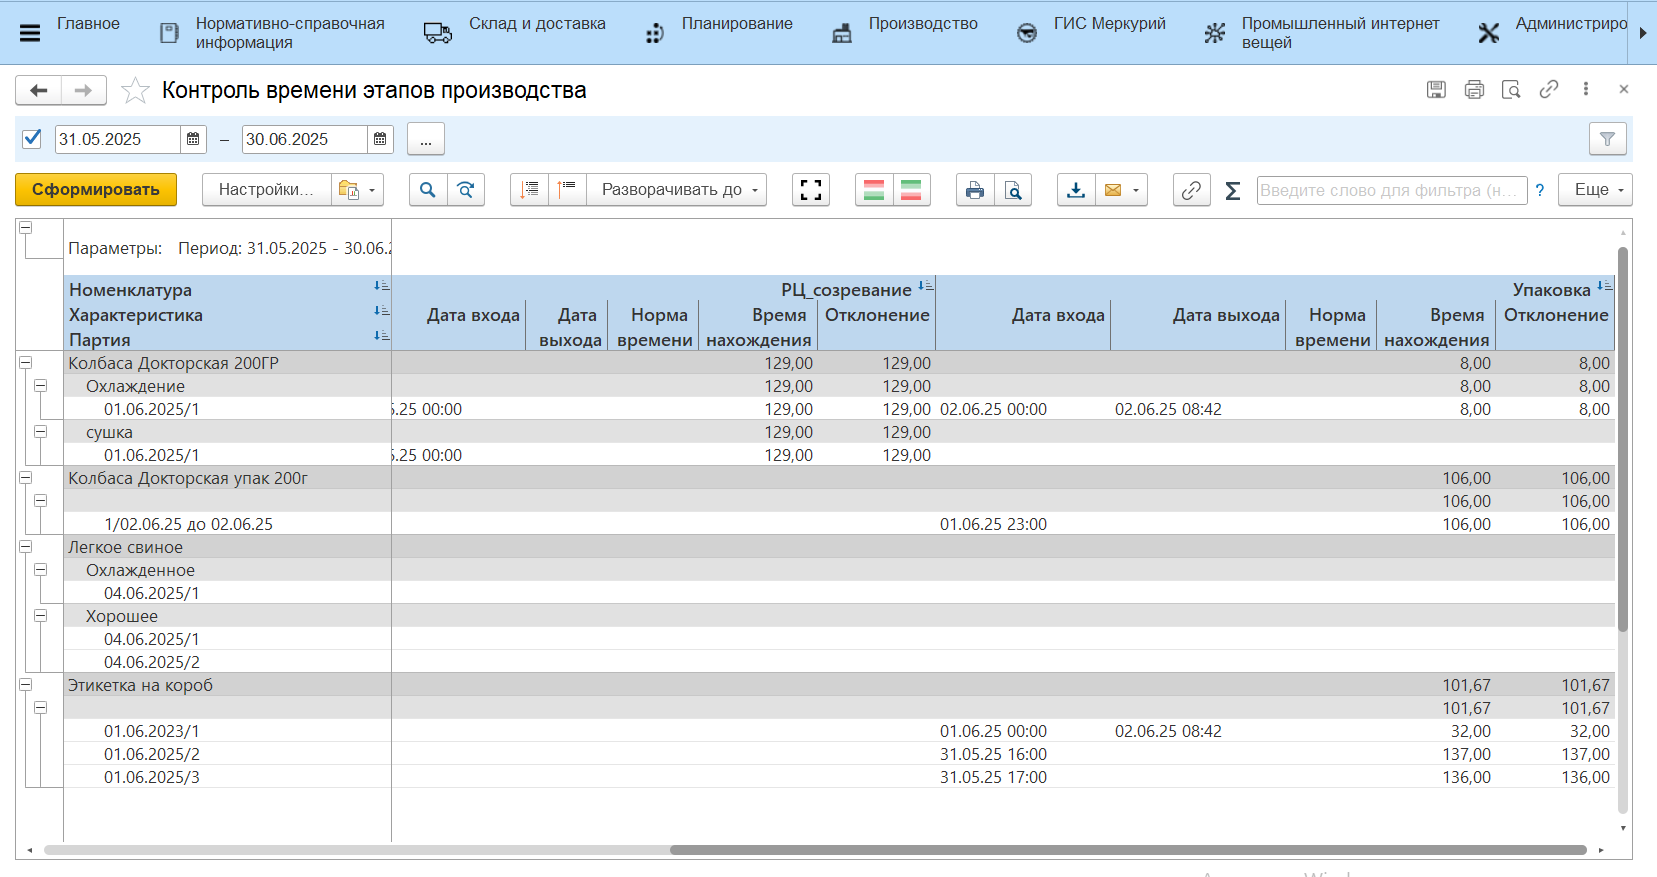 Главное
Нормативно-справочная информация
Склад и доставка
Планирование
Производство
ГИС Меркурий
Промышленный интернет вещей
Администриро
Контроль времени этапов производства
31.05.2025 – 30.06.2025 ...
Сформировать Настройки... Разворачивать до Σ Введите слово для фильтра (н... ? Еще
Параметры: Период: 31.05.2025 - 30.06.2
Номенклатура РЦ_созревание Упаковка
Характеристика Дата входа Дата выхода Норма времени Время нахождения Отклонение Дата входа Дата выхода Норма времени Время нахождения Отклонение
Партия
Колбаса Докторская 200ГР 129,00 129,00 8,00 8,00
Охлаждение 129,00 129,00 8,00 8,00
01.06.2025/1 .25 00:00 129,00 129,00 02.06.25 00:00 02.06.25 08:42 8,00 8,00
сушка 129,00 129,00
01.06.2025/1 .25 00:00 129,00 129,00
Колбаса Докторская упак 200г 106,00 106,00
106,00 106,00
1/02.06.25 до 02.06.25 01.06.25 23:00 106,00 106,00
Легкое свиное
Охлажденное
04.06.2025/1
Хорошее
04.06.2025/1
04.06.2025/2
Этикетка на короб 101,67 101,67
101,67 101,67
01.06.2023/1 01.06.25 00:00 02.06.25 08:42 32,00 32,00
01.06.2025/2 31.05.25 16:00 137,00 137,00
01.06.2025/3 31.05.25 17:00 136,00 136,00